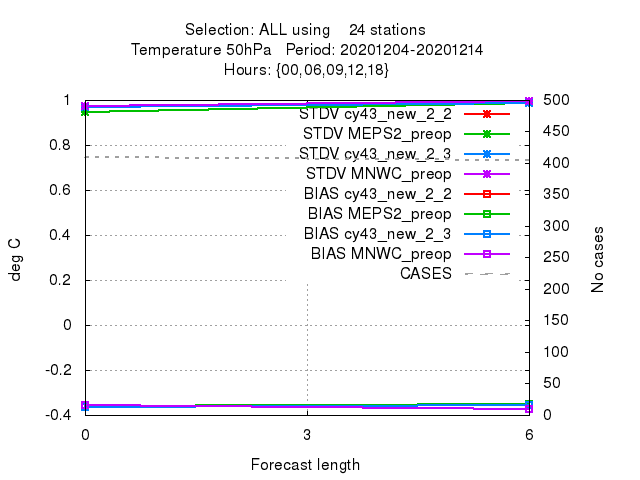 Selection: ALL using 24 stations
Temperature 50hPa Period: 20201204-20201214
Hours: {00,06,09,12,18}
1 500
STDV cy43_new_2_2
450
0.8 STDV MEPS2_preop
STDV cy43_new_2_3 400
STDV MNWC_preop
0.6 BIAS cy43_new_2_2 350
BIAS MEPS2_preop
300
0.4 BIAS cy43_new_2_3
BIAS MNWC_preop 250
CASES
0.2 200
150
0
100
-0.2
50
-0.4 0
0 3 6
Forecast length
deg C
No cases